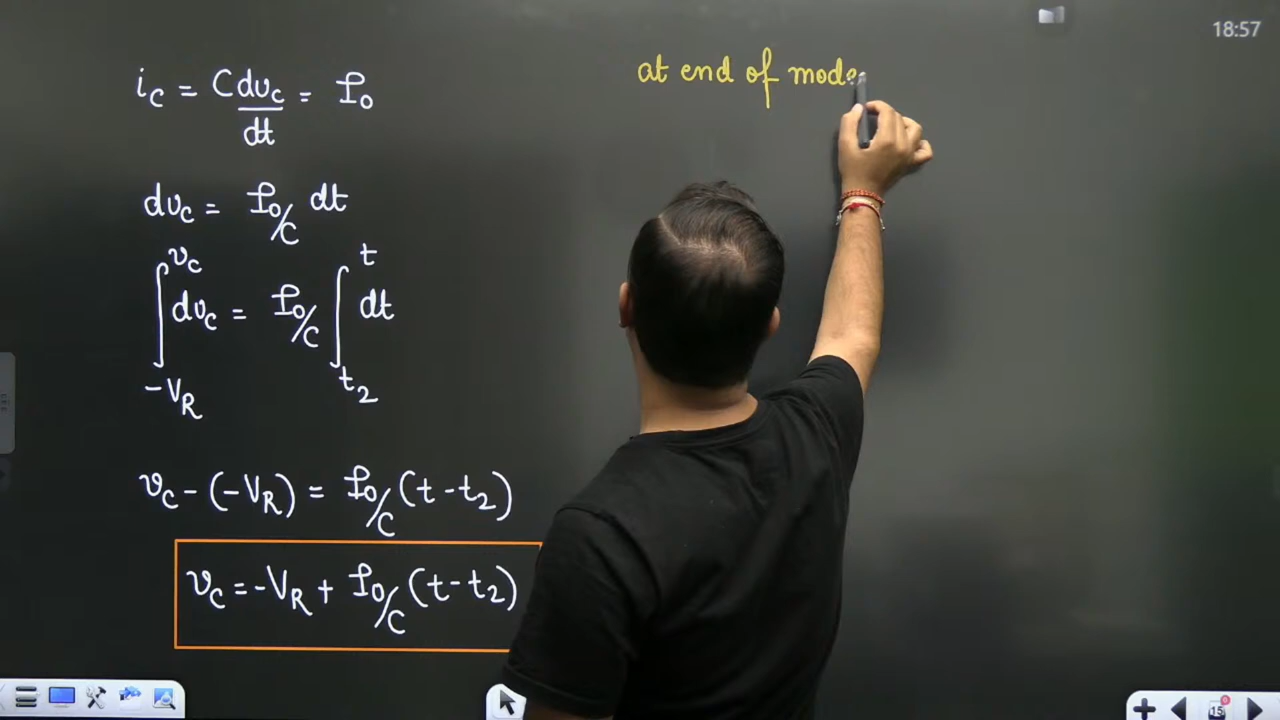 i_C = C dv_C/dt = I_0
dv_C = I_0/C dt
∫_{-V_R}^{v_C} dv_C = I_0/C ∫_{t_2}^{t} dt
v_C - (-V_R) = I_0/C (t - t_2)
v_C = -V_R + I_0/C (t - t_2)
at end of mode
18:57
15